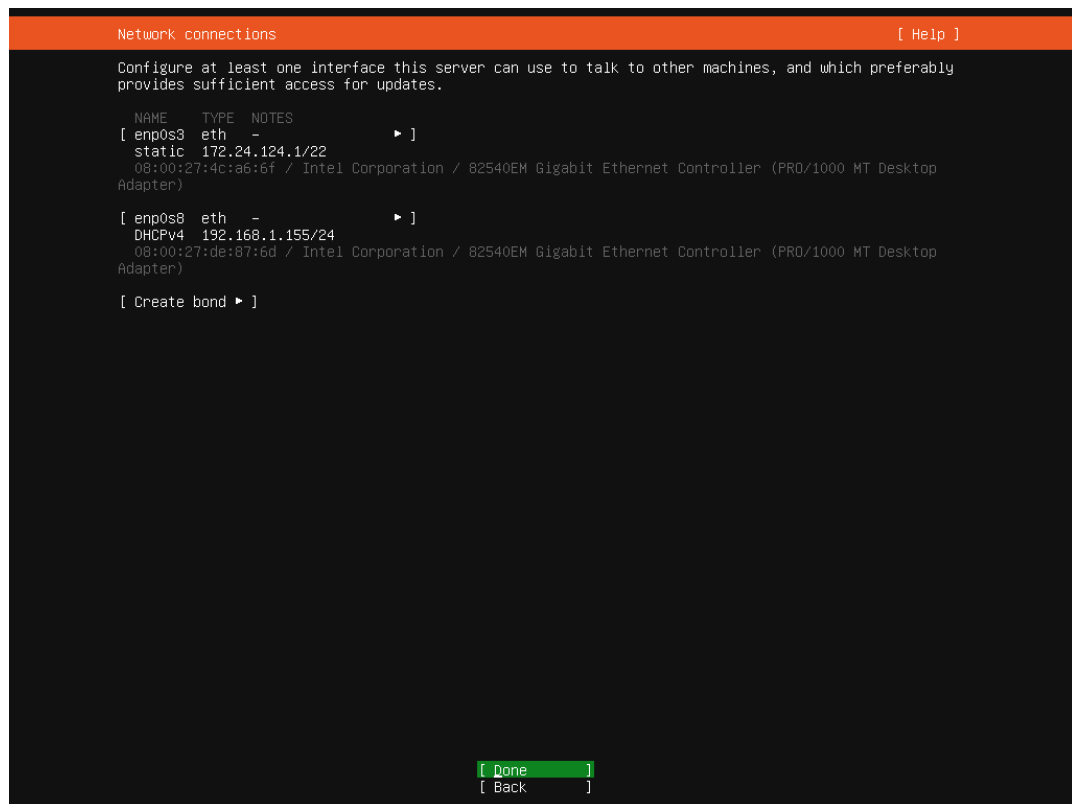 Network connections [ Help ]
Configure at least one interface this server can use to talk to other machines, and which preferably
provides sufficient access for updates.
NAME TYPE NOTES
[ enp0s3 eth - ▸ ]
static 172.24.124.1/22
08:00:27:4c:a6:6f / Intel Corporation / 82540EM Gigabit Ethernet Controller (PRO/1000 MT Desktop
Adapter)
[ enp0s8 eth - ▸ ]
DHCPv4 192.168.1.155/24
08:00:27:de:87:6d / Intel Corporation / 82540EM Gigabit Ethernet Controller (PRO/1000 MT Desktop
Adapter)
[ Create bond ▸ ]
[ Done ]
[ Back ]